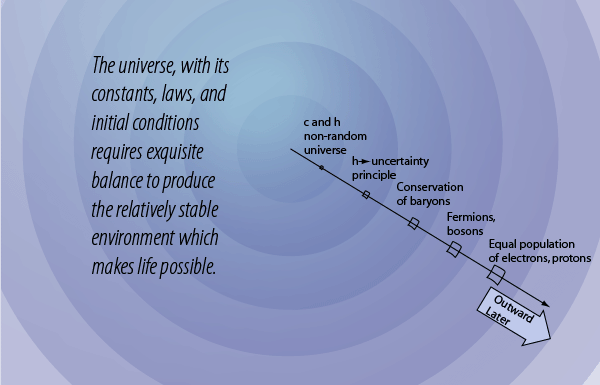 The universe, with its
constants, laws, and
initial conditions
requires exquisite
balance to produce
the relatively stable
environment which
makes life possible.
c and h
non-random
universe
h→uncertainty
principle
Conservation
of baryons
Fermions,
bosons
Equal population
of electrons, protons
Outward
Later